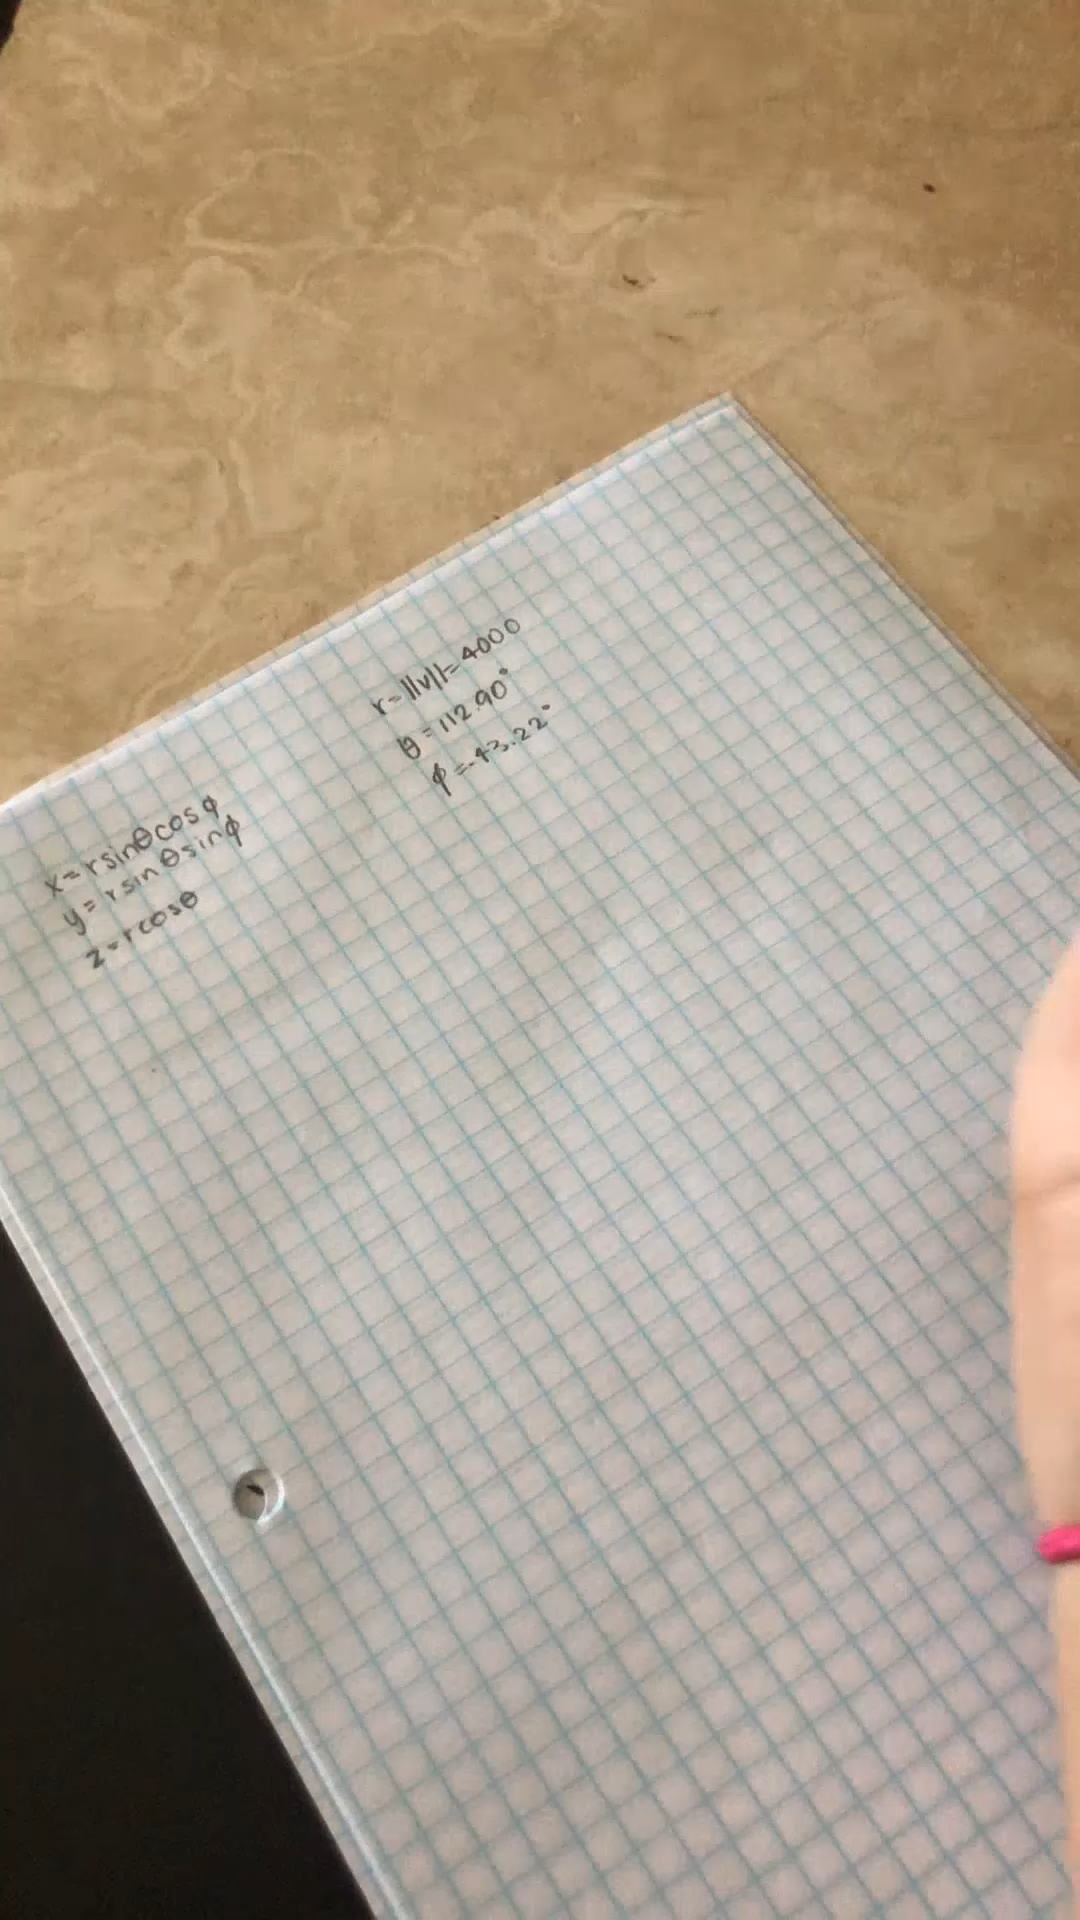 x=rsinθcosφ
y=rsinθsinφ
z=rcosθ
r=||v||=4000
θ=112.90°
φ=-43.22°